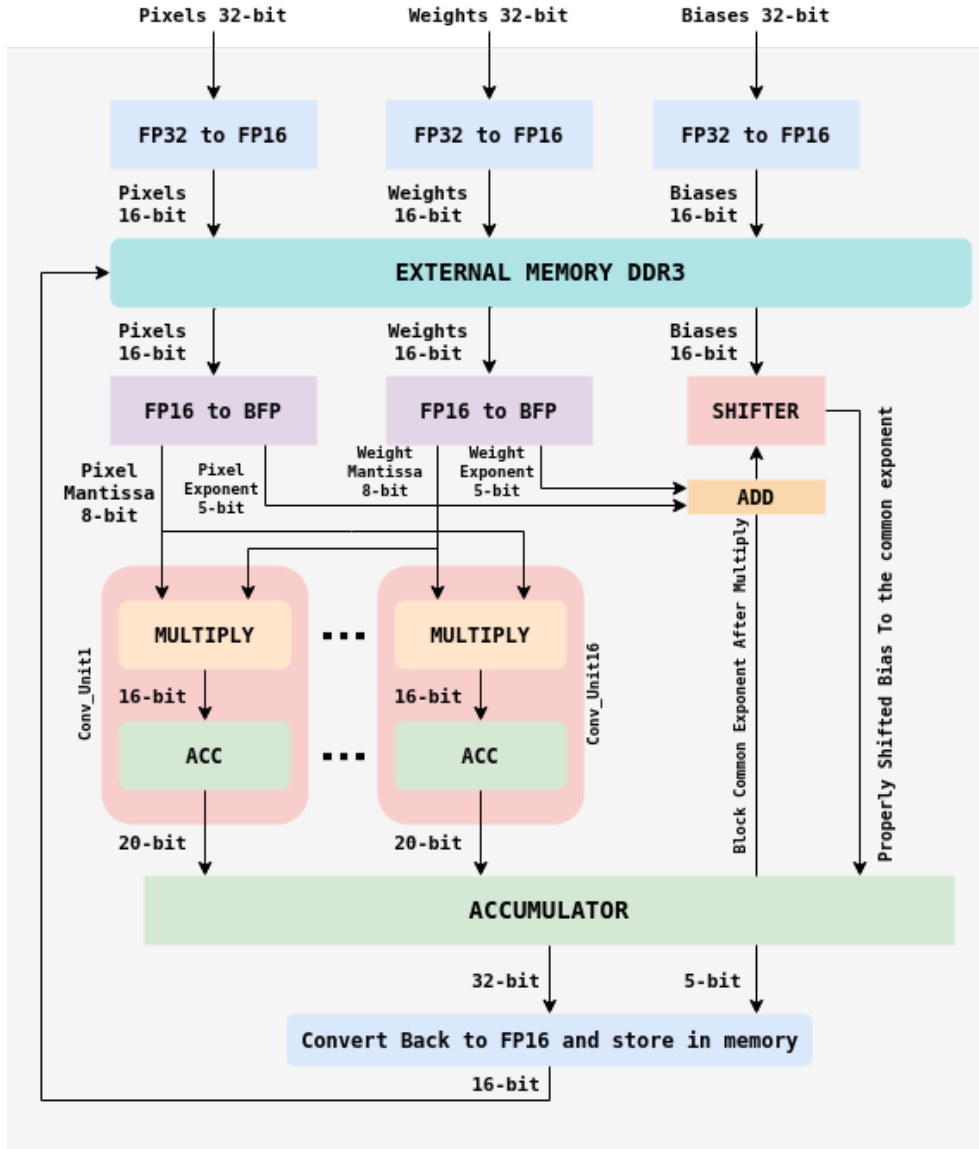 Pixels 32-bit
Weights 32-bit
Biases 32-bit
FP32 to FP16
FP32 to FP16
FP32 to FP16
Pixels
16-bit
Weights
16-bit
Biases
16-bit
EXTERNAL MEMORY DDR3
Pixels
16-bit
Weights
16-bit
Biases
16-bit
FP16 to BFP
FP16 to BFP
SHIFTER
Pixel
Mantissa
8-bit
Pixel
Exponent
5-bit
Weight
Mantissa
8-bit
Weight
Exponent
5-bit
ADD
Block Common Exponent After Multiply
Properly Shifted Bias To the common exponent
Conv_Unit1
MULTIPLY
MULTIPLY
Conv_Unit16
16-bit
16-bit
ACC
ACC
20-bit
20-bit
ACCUMULATOR
32-bit
5-bit
Convert Back to FP16 and store in memory
16-bit